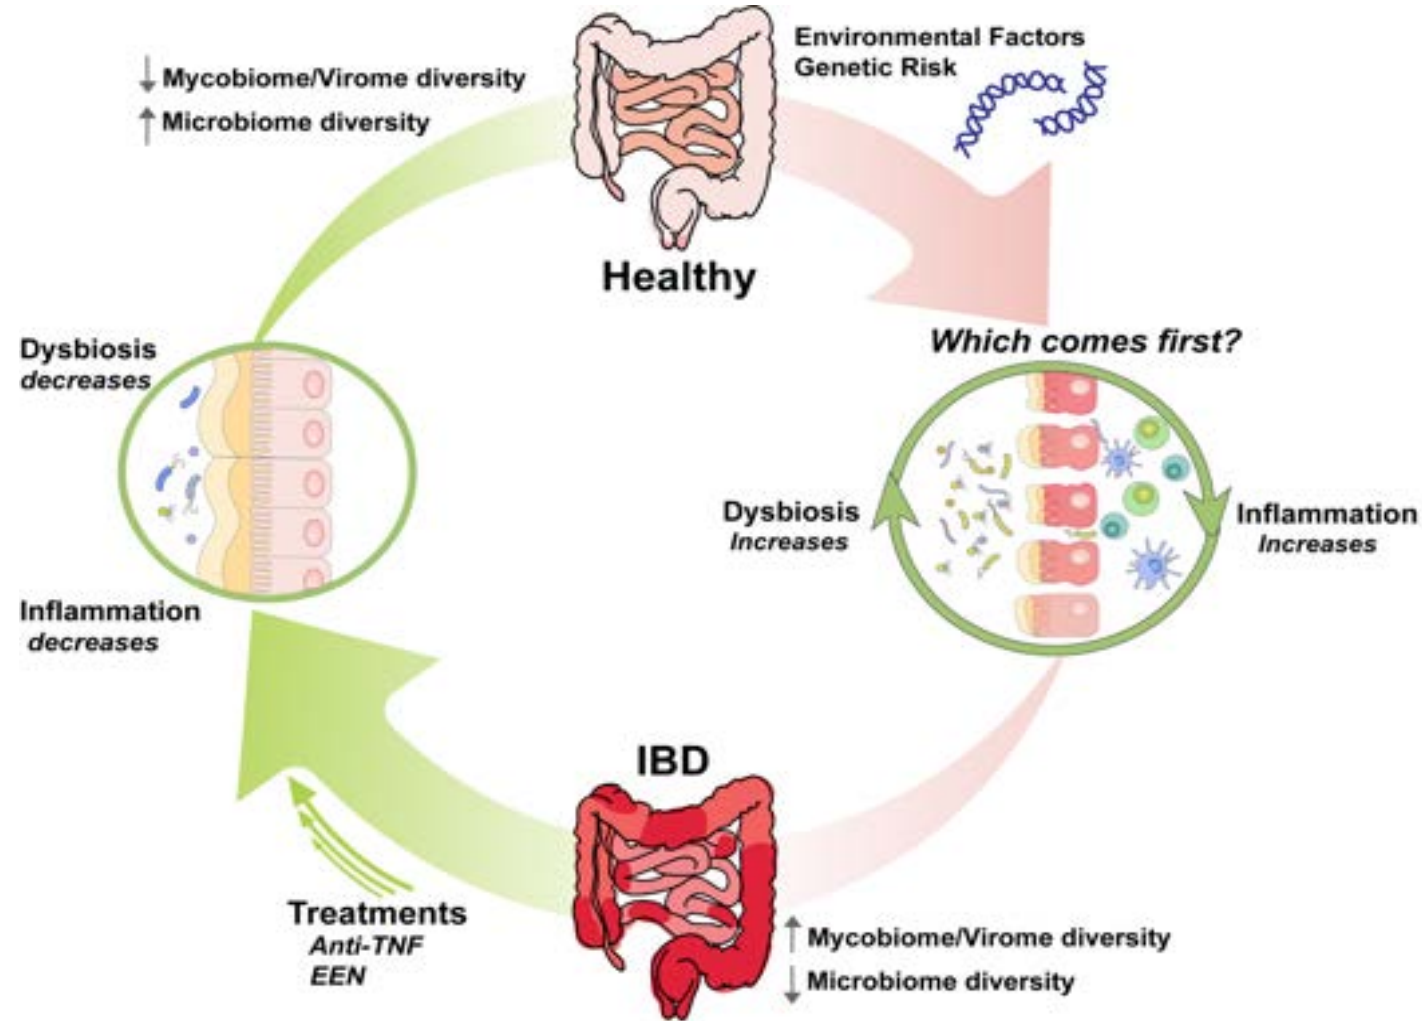 Environmental Factors
Genetic Risk
↓ Mycobiome/Virome diversity
↑ Microbiome diversity
Healthy
Which comes first?
Dysbiosis
decreases
Dysbiosis
Increases
Inflammation
Increases
Inflammation
decreases
IBD
Treatments
Anti-TNF
EEN
↑ Mycobiome/Virome diversity
↓ Microbiome diversity